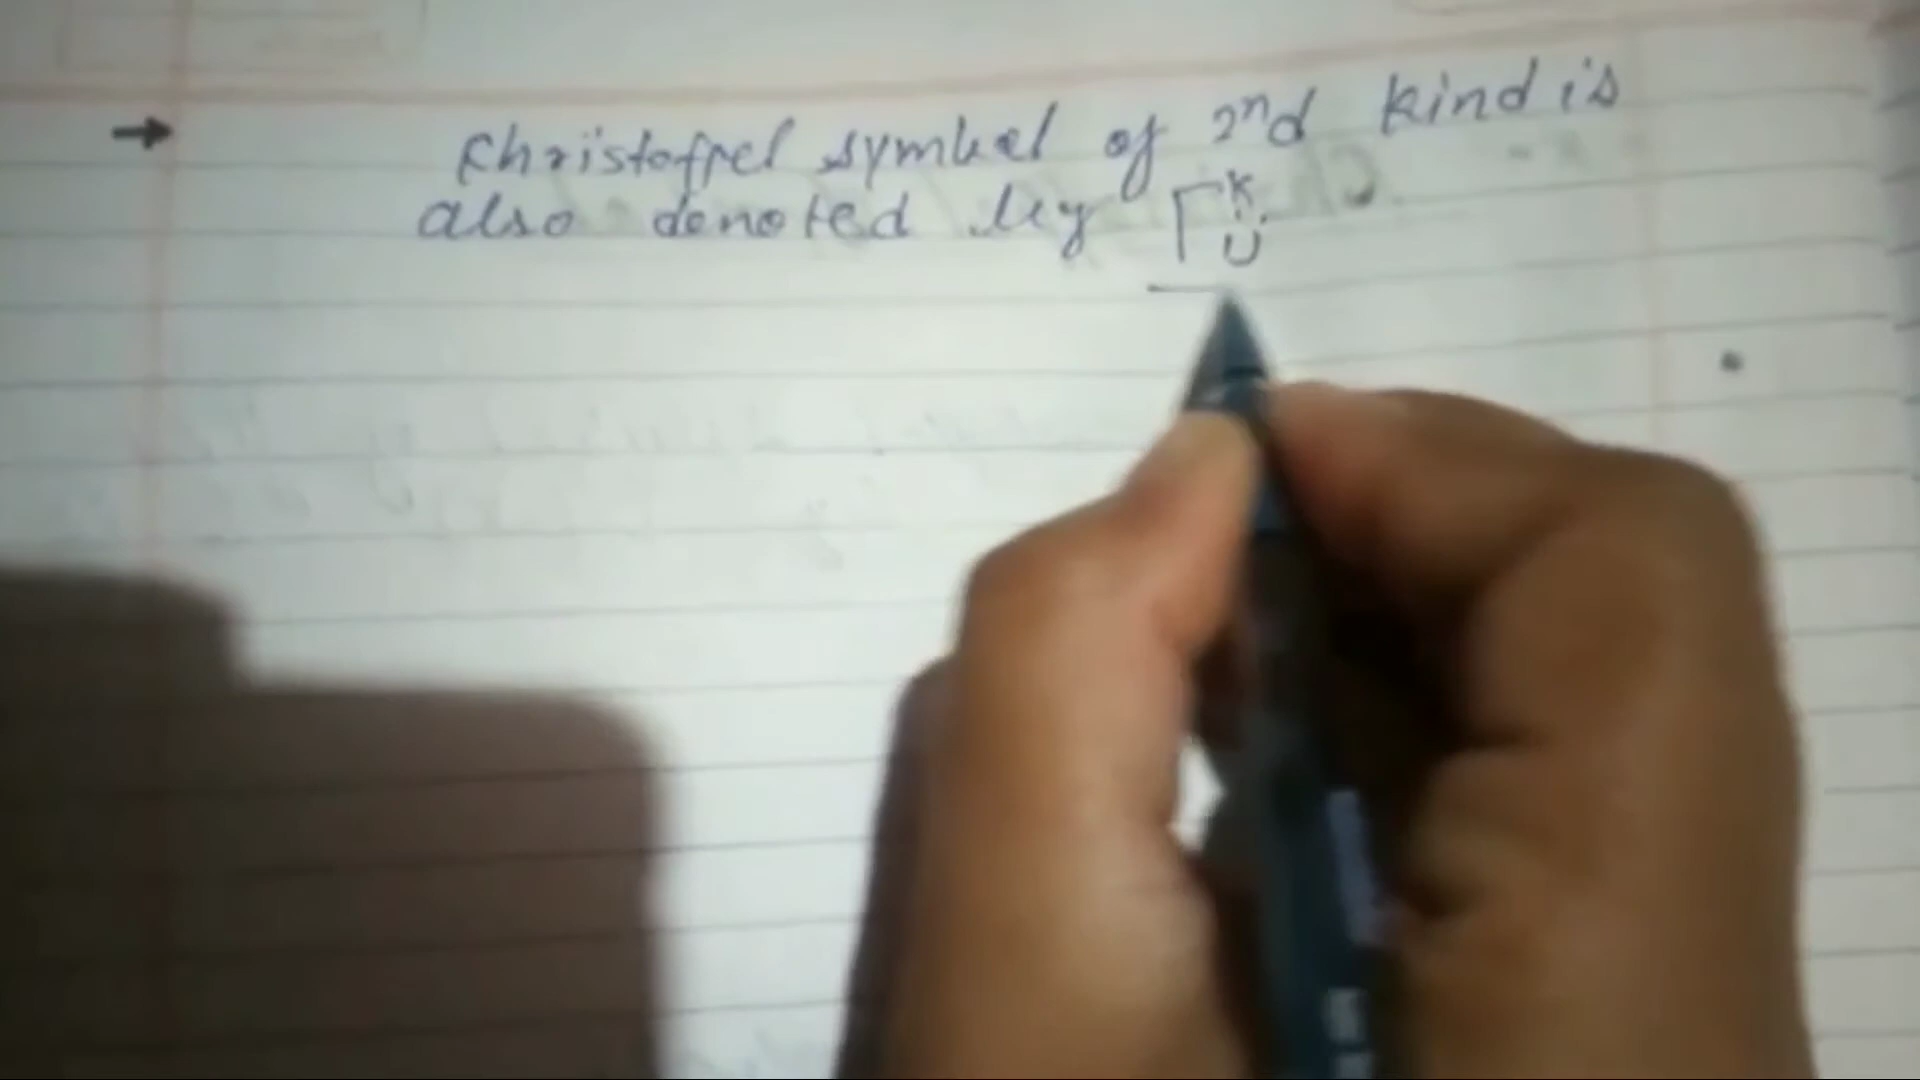 Christoffel symbol of 2nd kind is
also denoted by Γ^k_ij